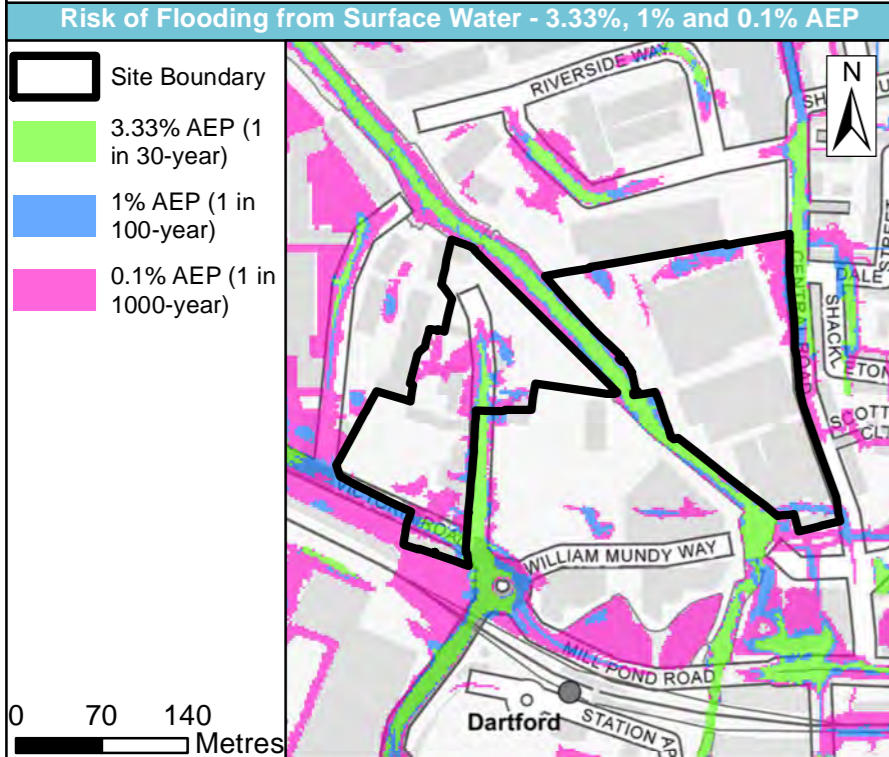 Risk of Flooding from Surface Water - 3.33%, 1% and 0.1% AEP
Site Boundary
3.33% AEP (1
in 30-year)
1% AEP (1 in
100-year)
0.1% AEP (1 in
1000-year)
0 70 140
Metres
RIVERSIDE WAY
N
CENTRAL ROAD
DALE
STREET
SHACKL
ETON
SCOTT
VICTORIA ROAD
WILLIAM MUNDY WAY
MILL POND ROAD
Dartford
STATION AP